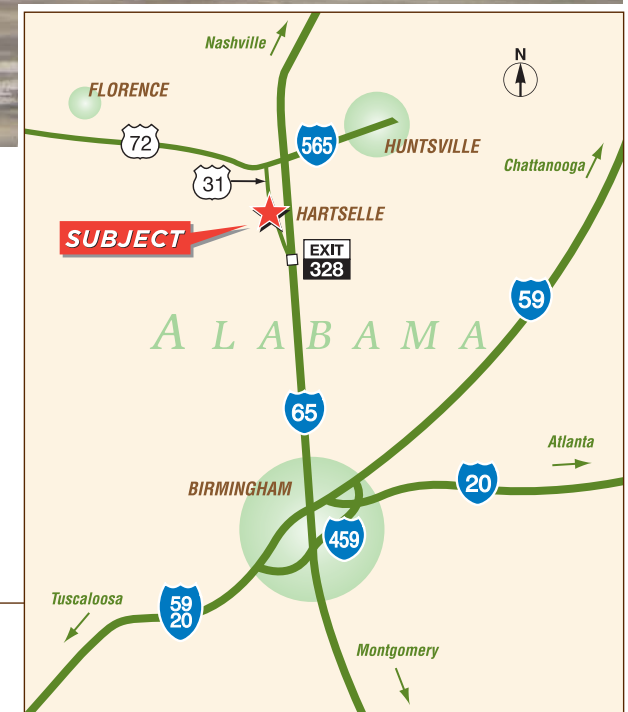 Nashville
N
FLORENCE
72
565
HUNTSVILLE
Chattanooga
31
HARTSELLE
SUBJECT
EXIT
328
59
ALABAMA
65
Atlanta
BIRMINGHAM
20
459
Tuscaloosa
59
20
Montgomery